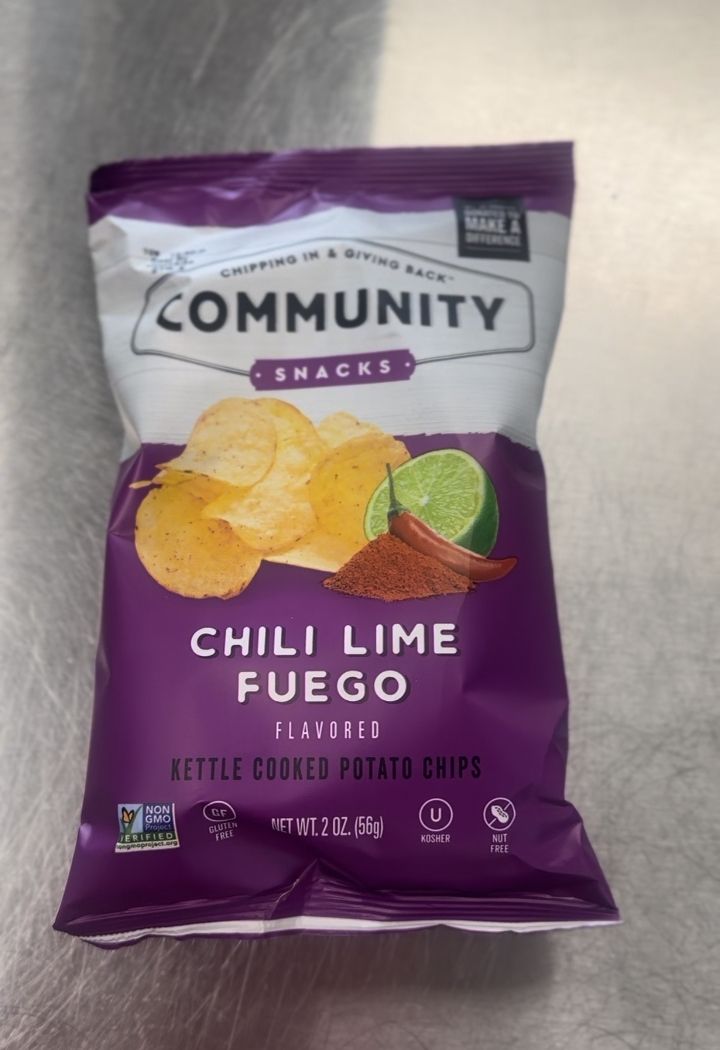 MAKE A
DIFFERENCE
CHIPPING IN & GIVING BACK™
COMMUNITY
SNACKS
CHILI LIME
FUEGO
FLAVORED
KETTLE COOKED POTATO CHIPS
NON
GMO
Project
VERIFIED
nongmoproject.org
GF
GLUTEN
FREE
NET WT. 2 OZ. (56g)
U
KOSHER
NUT
FREE